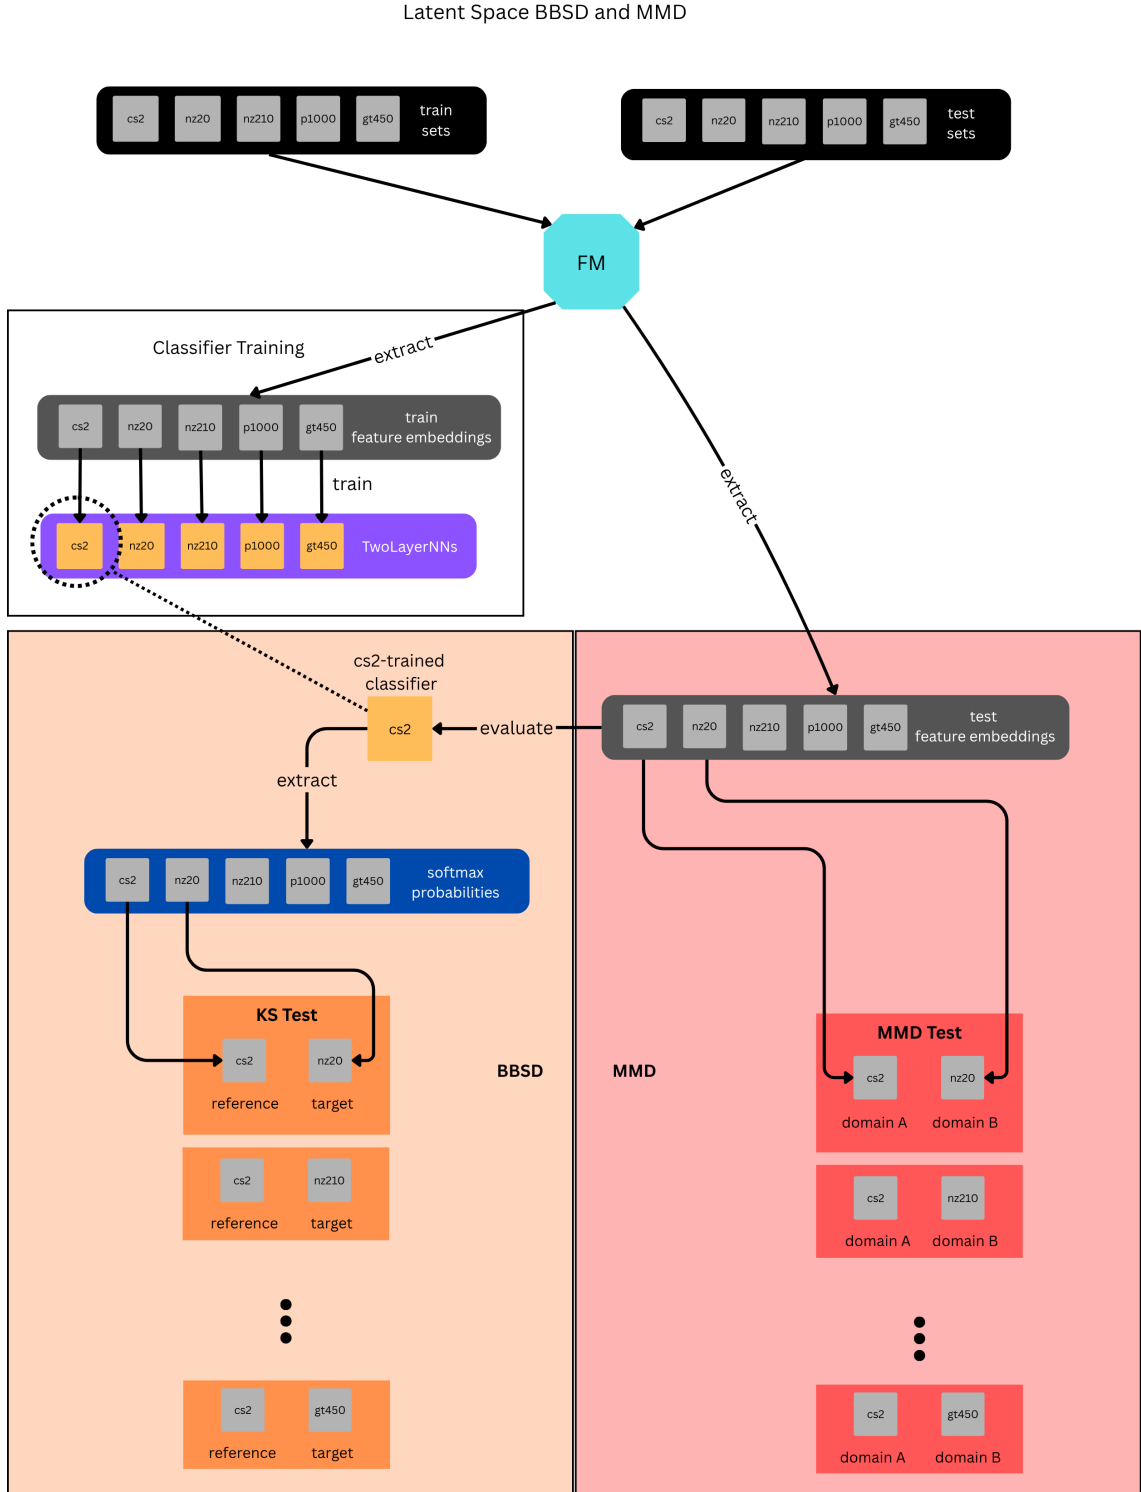 Latent Space BBSD and MMD
cs2
nz20
nz210
p1000
gt450
train
sets
cs2
nz20
nz210
p1000
gt450
test
sets
FM
Classifier Training
extract
cs2
nz20
nz210
p1000
gt450
train
feature embeddings
train
cs2
nz20
nz210
p1000
gt450
TwoLayerNNs
extract
cs2-trained
classifier
cs2
evaluate
cs2
nz20
nz210
p1000
gt450
test
feature embeddings
extract
cs2
nz20
nz210
p1000
gt450
softmax
probabilities
KS Test
cs2
nz20
reference
target
BBSD
MMD
MMD Test
cs2
nz20
domain A
domain B
cs2
nz210
reference
target
cs2
nz210
domain A
domain B
cs2
gt450
reference
target
cs2
gt450
domain A
domain B